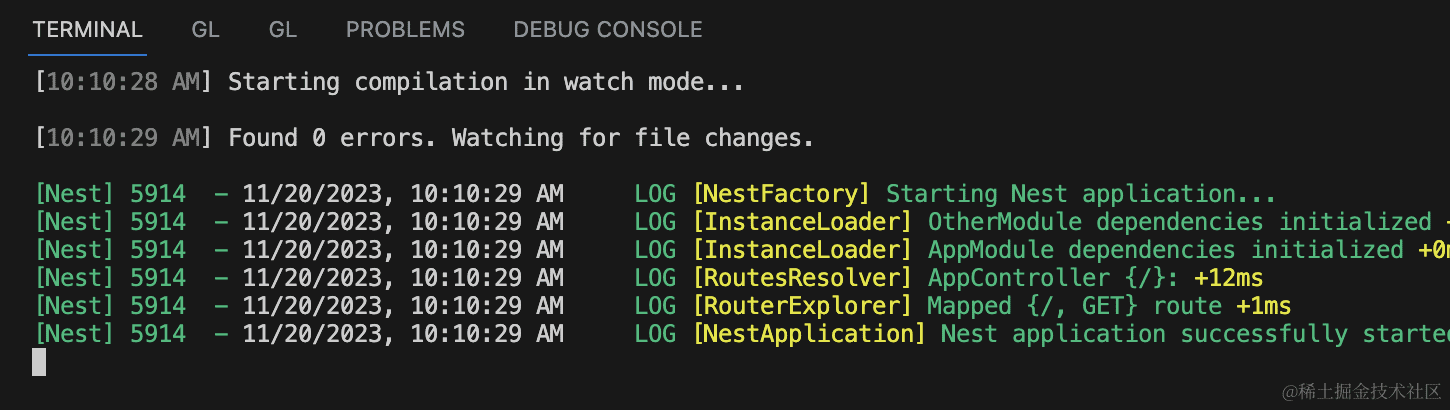 TERMINAL GL GL PROBLEMS DEBUG CONSOLE
[10:10:28 AM] Starting compilation in watch mode...
[10:10:29 AM] Found 0 errors. Watching for file changes.
[Nest] 5914  - 11/20/2023, 10:10:29 AM     LOG [NestFactory] Starting Nest application...
[Nest] 5914  - 11/20/2023, 10:10:29 AM     LOG [InstanceLoader] OtherModule dependencies initialized
[Nest] 5914  - 11/20/2023, 10:10:29 AM     LOG [InstanceLoader] AppModule dependencies initialized +0m
[Nest] 5914  - 11/20/2023, 10:10:29 AM     LOG [RoutesResolver] AppController {/}: +12ms
[Nest] 5914  - 11/20/2023, 10:10:29 AM     LOG [RouterExplorer] Mapped {/, GET} route +1ms
[Nest] 5914  - 11/20/2023, 10:10:29 AM     LOG [NestApplication] Nest application successfully started
@稀土掘金技术社区